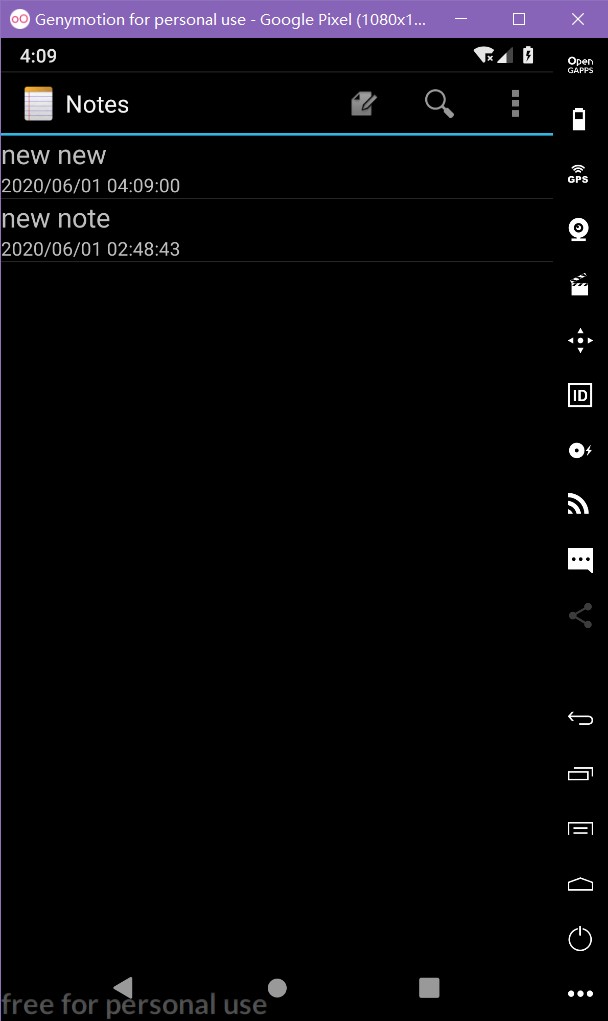 Genymotion for personal use - Google Pixel (1080x1...
4:09
Open
GAPPS
Notes
new new
2020/06/01 04:09:00
GPS
new note
2020/06/01 02:48:43
ID
free for personal use